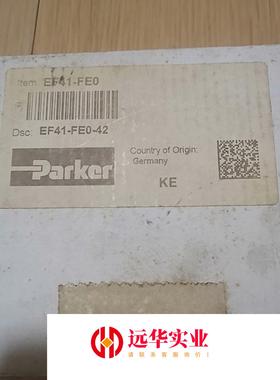 Item: EF41-FE0
Dsc: EF41-FE0-42
Parker
Country of Origin:
Germany
KE
远华实业